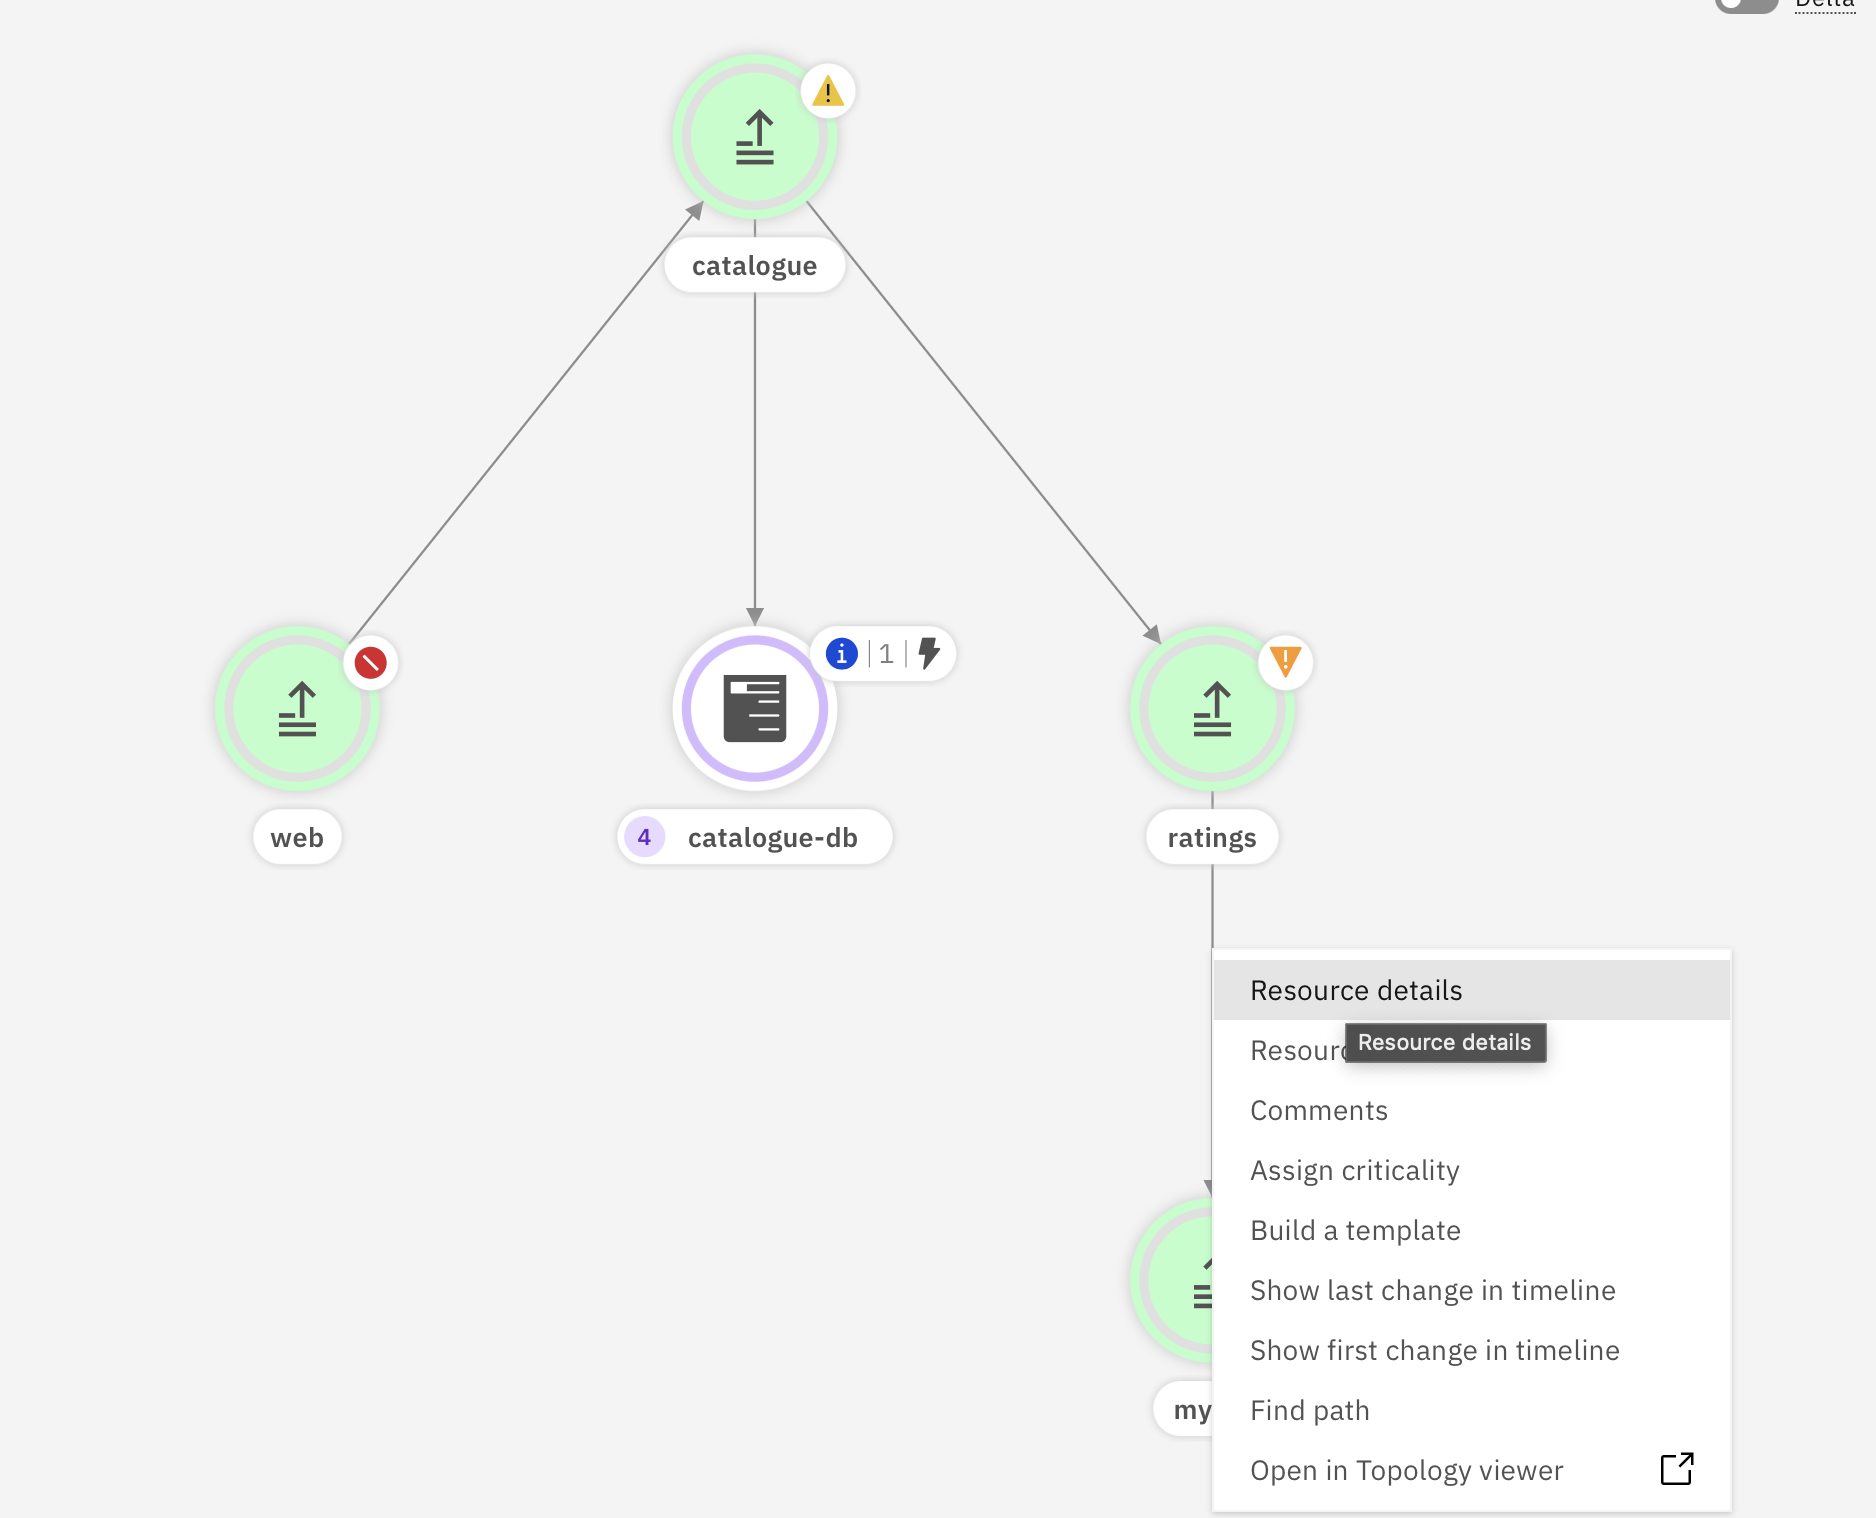 Delta
catalogue
1
web
4 catalogue-db
ratings
Resource details
Resource details
Comments
Assign criticality
Build a template
Show last change in timeline
Show first change in timeline
my
Find path
Open in Topology viewer